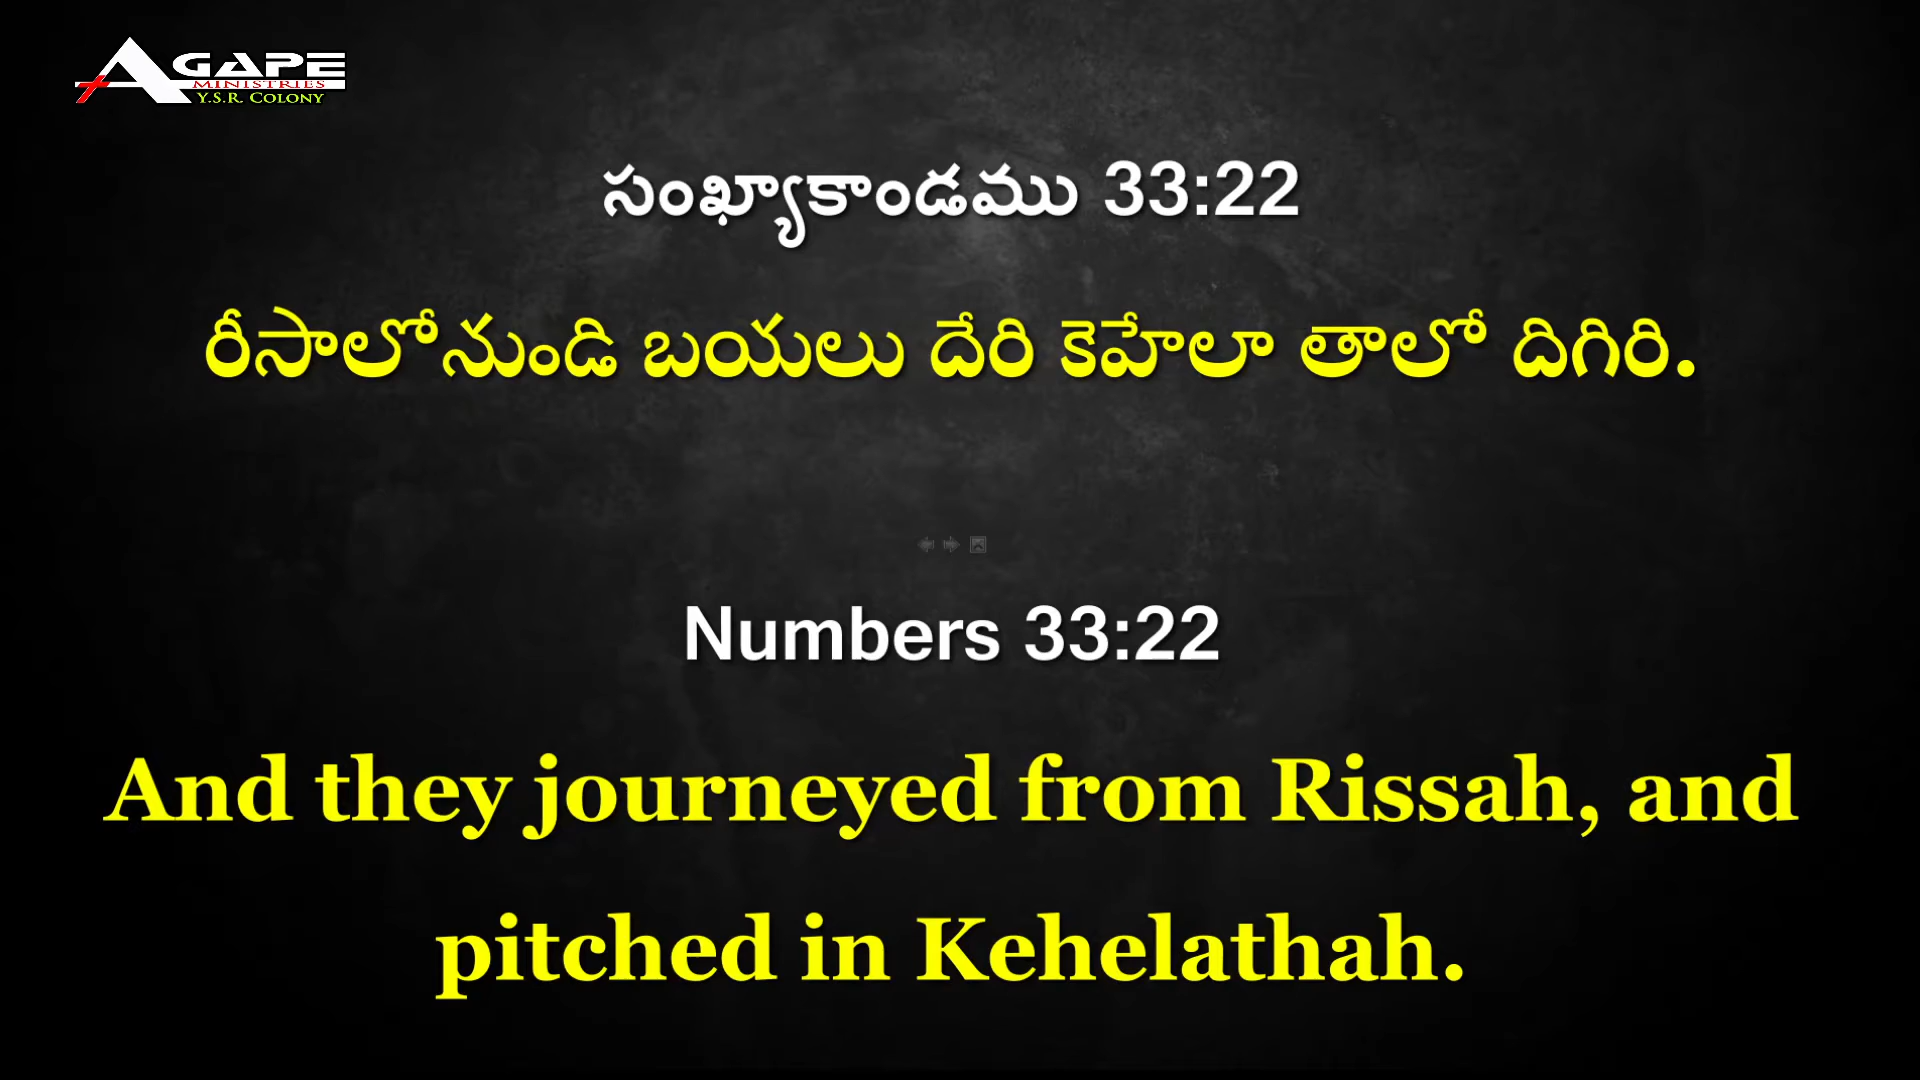 AGAPE
MINISTRIES
Y.S.R. COLONY
సంఖ్యాకాండము 33:22
రీసాలోనుండి బయలు దేరి కెహేలా తాలో దిగిరి.
Numbers 33:22
And they journeyed from Rissah, and
pitched in Kehelathah.